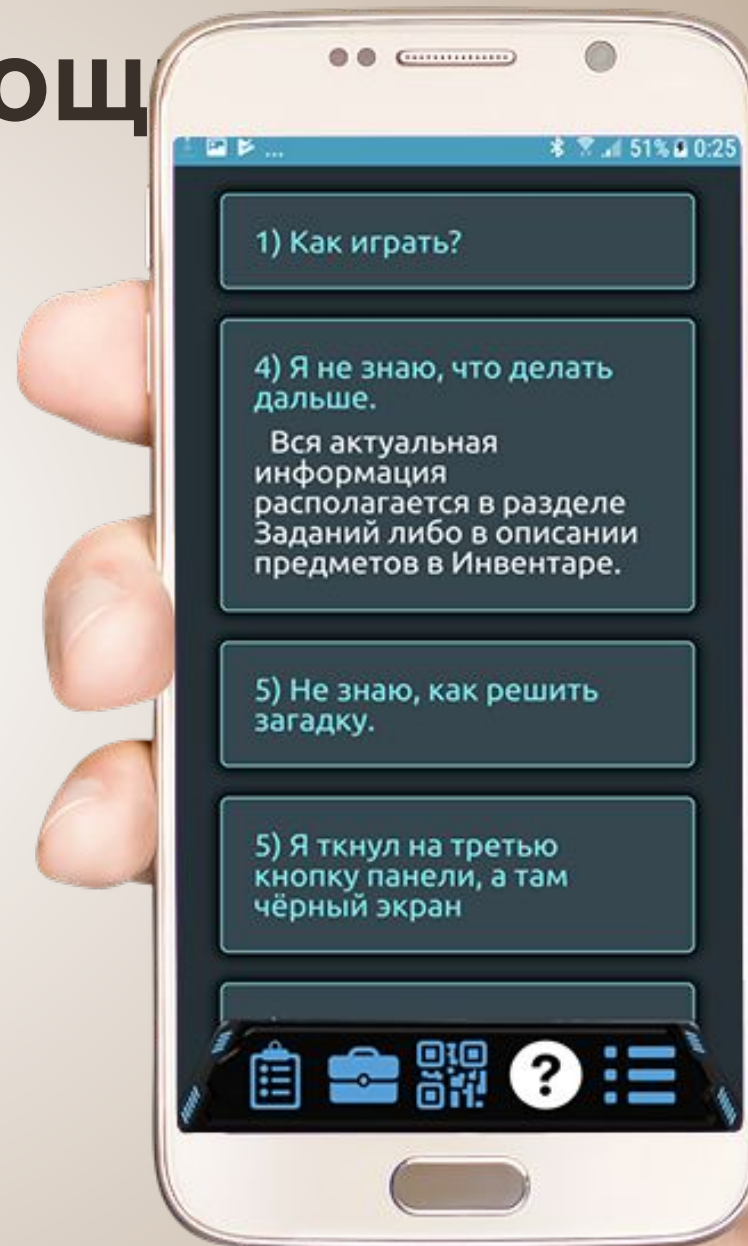 ощ
... 51% 0:25
1) Как играть?
4) Я не знаю, что делать
дальше.
Вся актуальная
информация
располагается в разделе
Заданий либо в описании
предметов в Инвентаре.
5) Не знаю, как решить
загадку.
5) Я ткнул на третью
кнопку панели, а там
чёрный экран
?